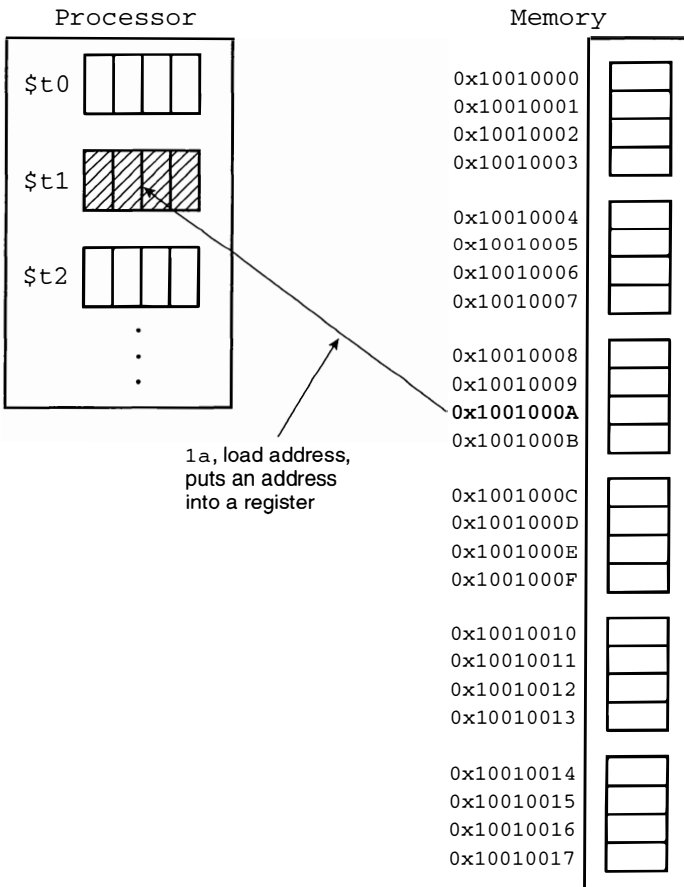 Processor
$t0
$t1
$t2
la, load address,
puts an address
into a register
Memory
0x10010000
0x10010001
0x10010002
0x10010003
0x10010004
0x10010005
0x10010006
0x10010007
0x10010008
0x10010009
0x1001000A
0x1001000B
0x1001000C
0x1001000D
0x1001000E
0x1001000F
0x10010010
0x10010011
0x10010012
0x10010013
0x10010014
0x10010015
0x10010016
0x10010017